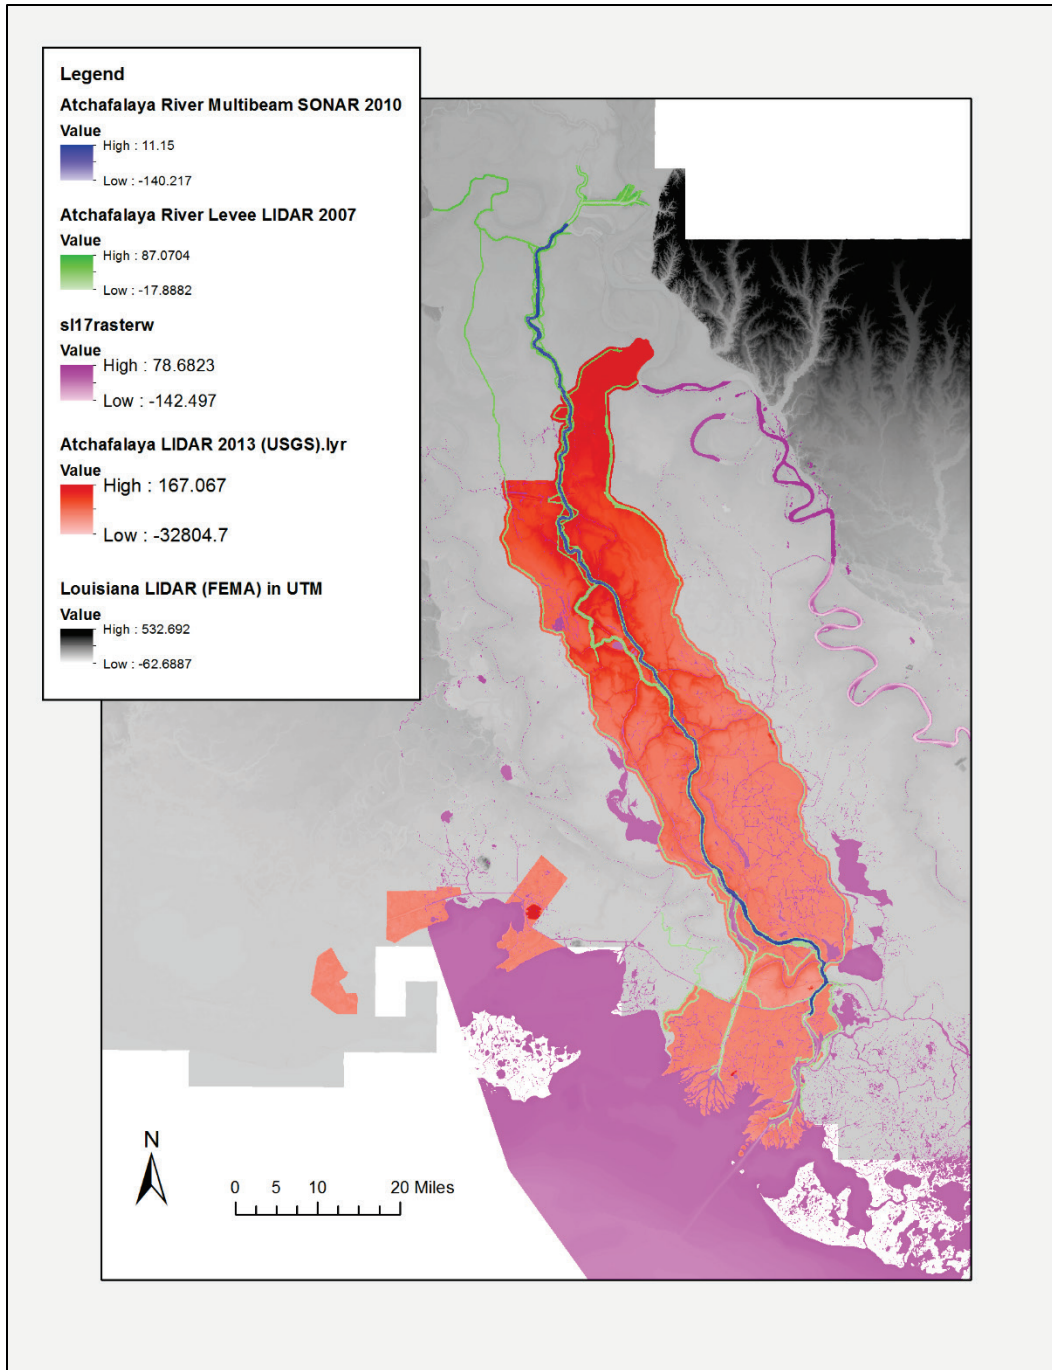 Legend
Atchafalaya River Multibeam SONAR 2010
Value
High : 11.15
Low : -140.217
Atchafalaya River Levee LIDAR 2007
Value
High : 87.0704
Low : -17.8882
sl17rasterw
Value
High : 78.6823
Low : -142.497
Atchafalaya LIDAR 2013 (USGS).lyr
Value
High : 167.067
Low : -32804.7
Louisiana LIDAR (FEMA) in UTM
Value
High : 532.692
Low : -62.6887
N
0 5 10 20 Miles